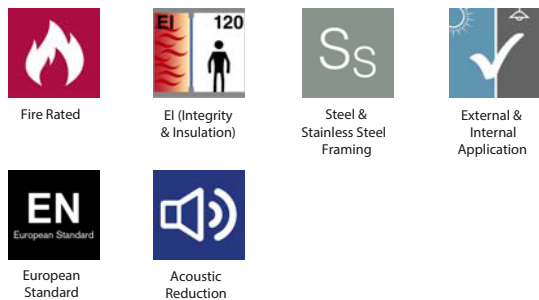 EI 120
Ss
Fire Rated
EI (Integrity
& Insulation)
Steel &
Stainless Steel
Framing
External &
Internal
Application
EN
European Standard
European
Standard
Acoustic
Reduction